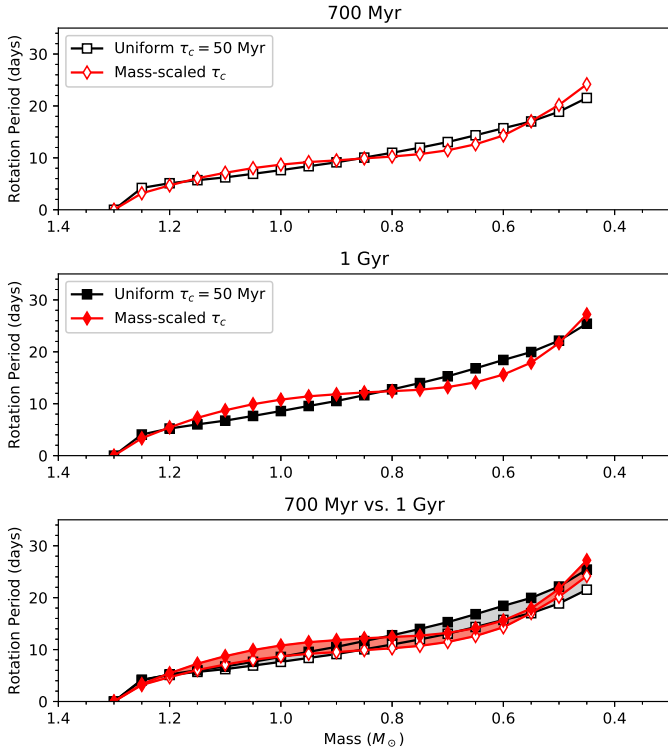 700 Myr
Rotation Period (days)
30
20
10
0
Uniform τc = 50 Myr
Mass-scaled τc
1.4 1.2 1.0 0.8 0.6 0.4
1 Gyr
Rotation Period (days)
30
20
10
0
Uniform τc = 50 Myr
Mass-scaled τc
1.4 1.2 1.0 0.8 0.6 0.4
700 Myr vs. 1 Gyr
Rotation Period (days)
30
20
10
0
1.4 1.2 1.0 0.8 0.6 0.4
Mass (M⊙)